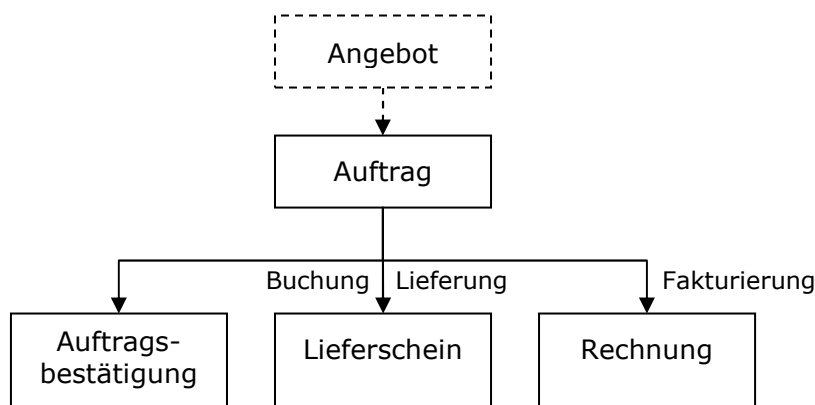 Angebot
Auftrag
Buchung
Lieferung
Fakturierung
Auftrags-
bestätigung
Lieferschein
Rechnung